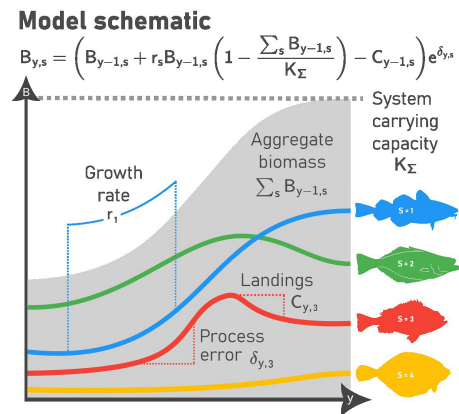 Model schematic
B_{y,s} = (B_{y−1,s} + r_s B_{y−1,s} (1 − ∑_s B_{y−1,s} / K_Σ) − C_{y−1,s}) e^{δ_{y,s}}
B
System
carrying
capacity
K_Σ
Aggregate
biomass
∑_s B_{y−1,s}
Growth
rate
r_1
S = 1
S = 2
Landings
C_{y,3}
S = 3
Process
error δ_{y,3}
S = 4
y